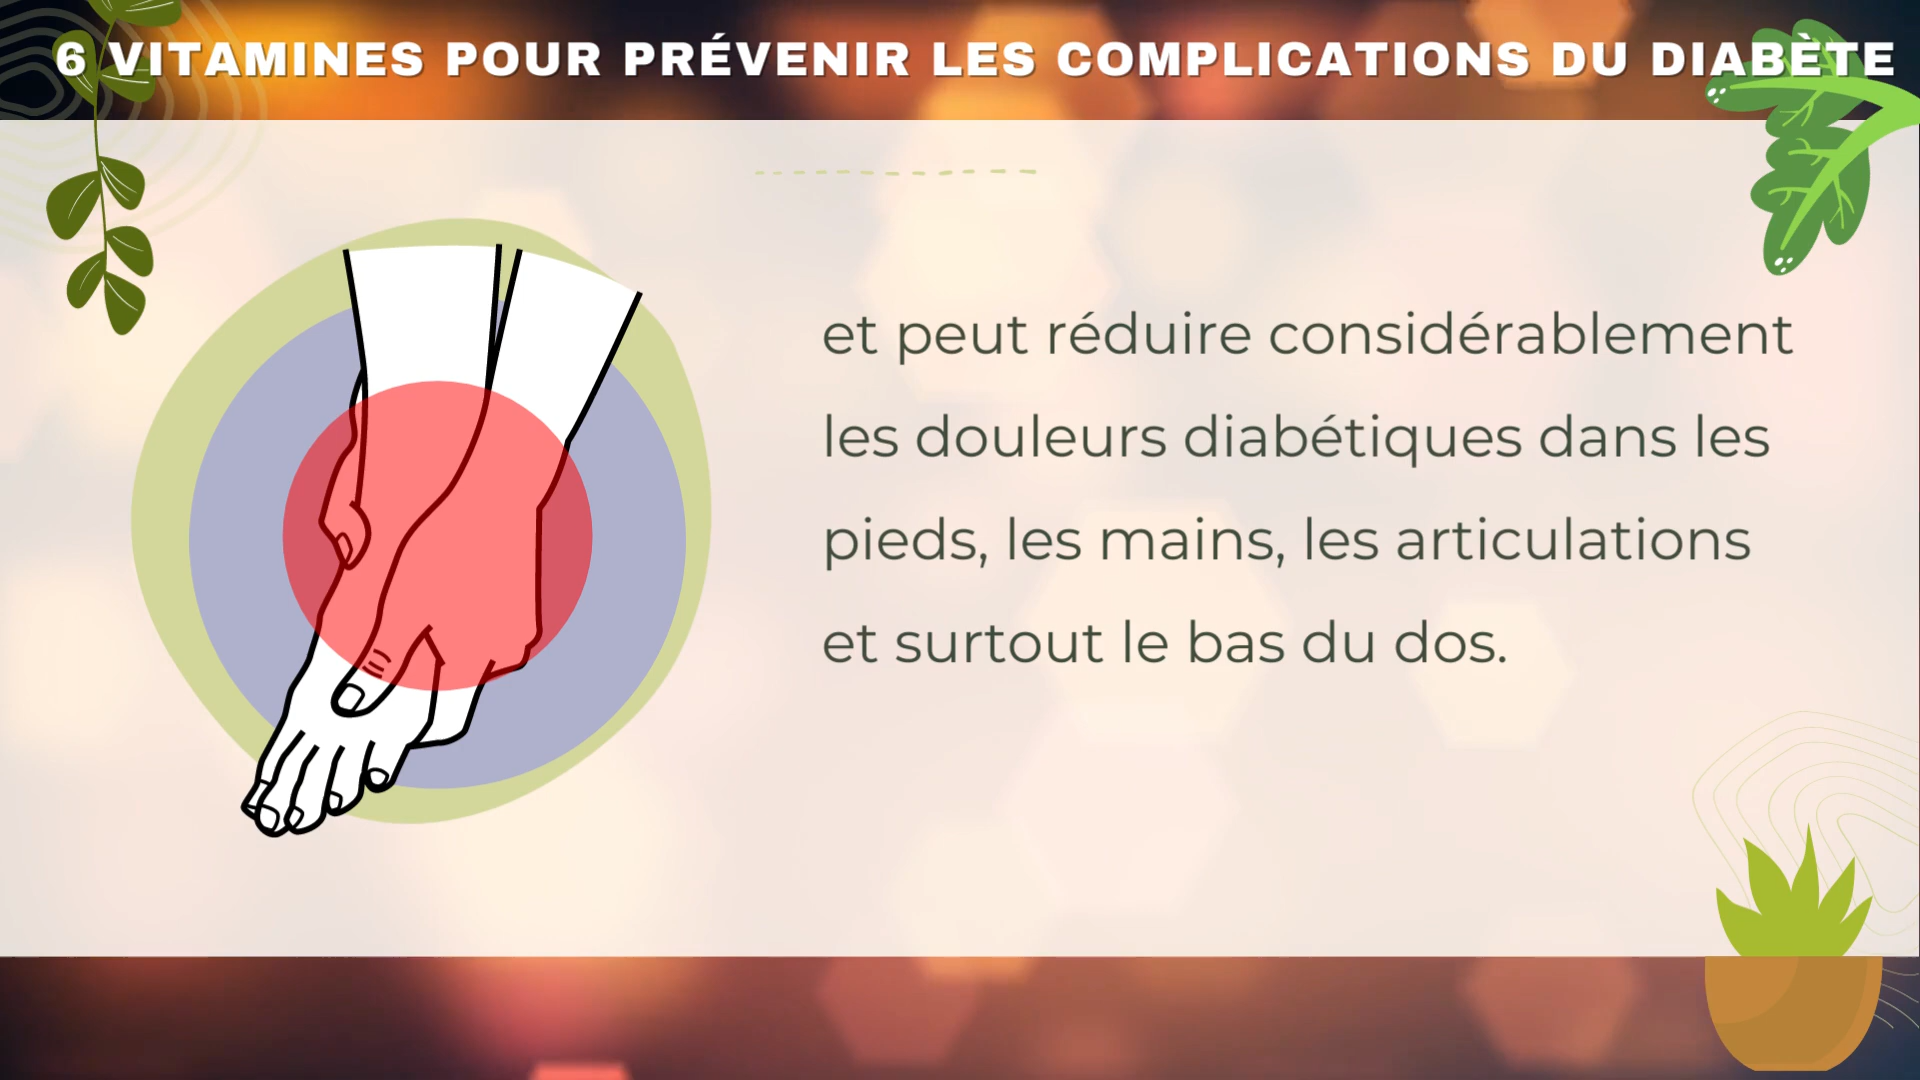 6 VITAMINES POUR PRÉVENIR LES COMPLICATIONS DU DIABÈTE
et peut réduire considérablement
les douleurs diabétiques dans les
pieds, les mains, les articulations
et surtout le bas du dos.